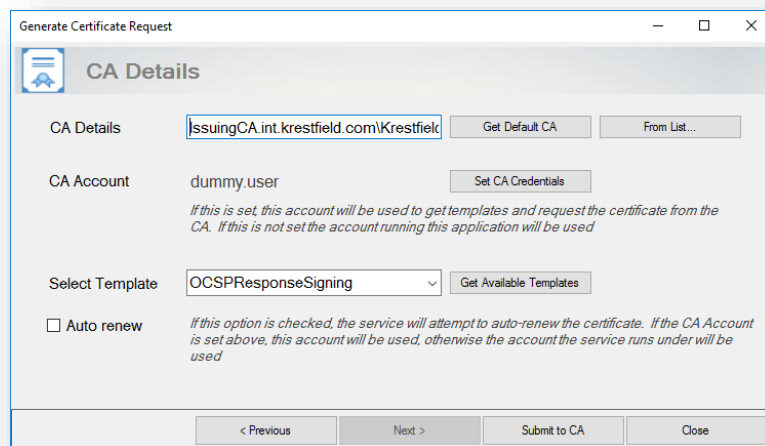 Generate Certificate Request
CA Details
CA Details IssuingCA.int.krestfield.com\Krestfield Get Default CA From List...
CA Account dummy.user Set CA Credentials
If this is set, this account will be used to get templates and request the certificate from the
CA. If this is not set the account running this application will be used
Select Template OCSPResponseSigning Get Available Templates
Auto renew If this option is checked, the service will attempt to auto-renew the certificate. If the CA Account
is set above, this account will be used, otherwise the account the service runs under will be
used
< Previous Next > Submit to CA Close